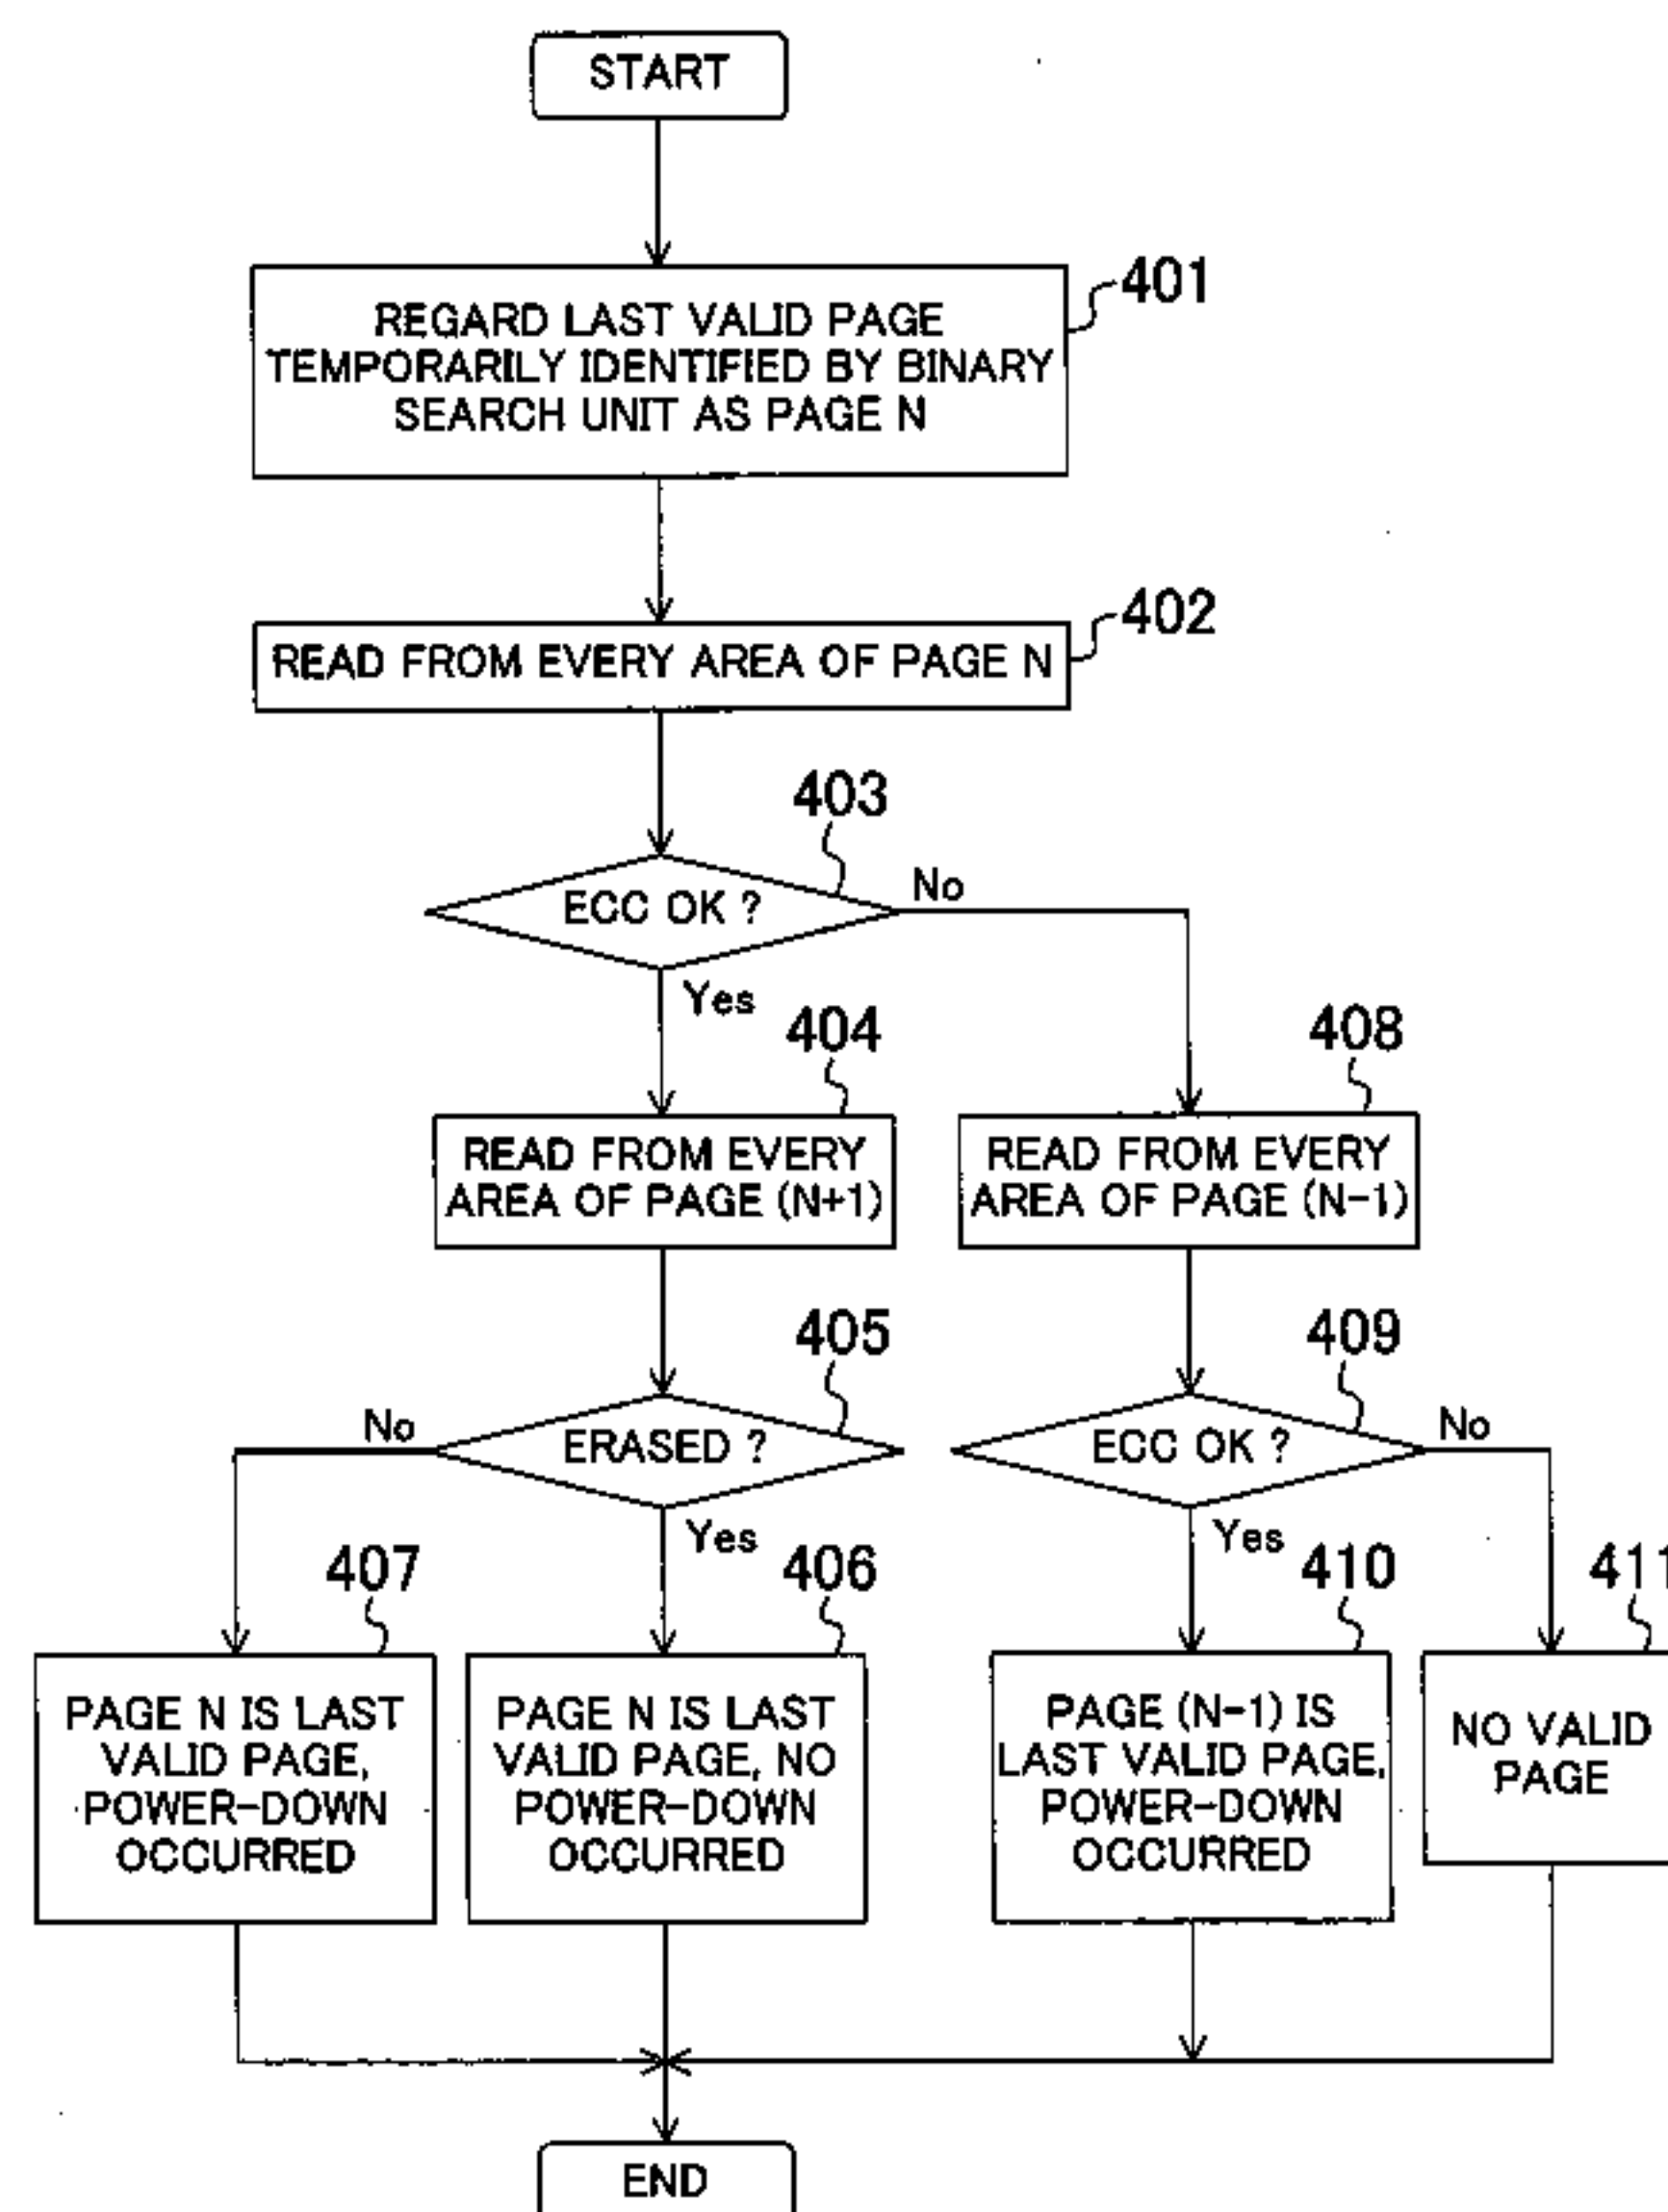 START
401
REGARD LAST VALID PAGE
TEMPORARILY IDENTIFIED BY BINARY
SEARCH UNIT AS PAGE N
402
READ FROM EVERY AREA OF PAGE N
403
ECC OK ?
No
Yes
404
READ FROM EVERY
AREA OF PAGE (N+1)
408
READ FROM EVERY
AREA OF PAGE (N-1)
405
ERASED ?
No
Yes
409
ECC OK ?
No
Yes
407
PAGE N IS LAST
VALID PAGE,
POWER-DOWN
OCCURRED
406
PAGE N IS LAST
VALID PAGE, NO
POWER-DOWN
OCCURRED
410
PAGE (N-1) IS
LAST VALID PAGE,
POWER-DOWN
OCCURRED
411
NO VALID
PAGE
END